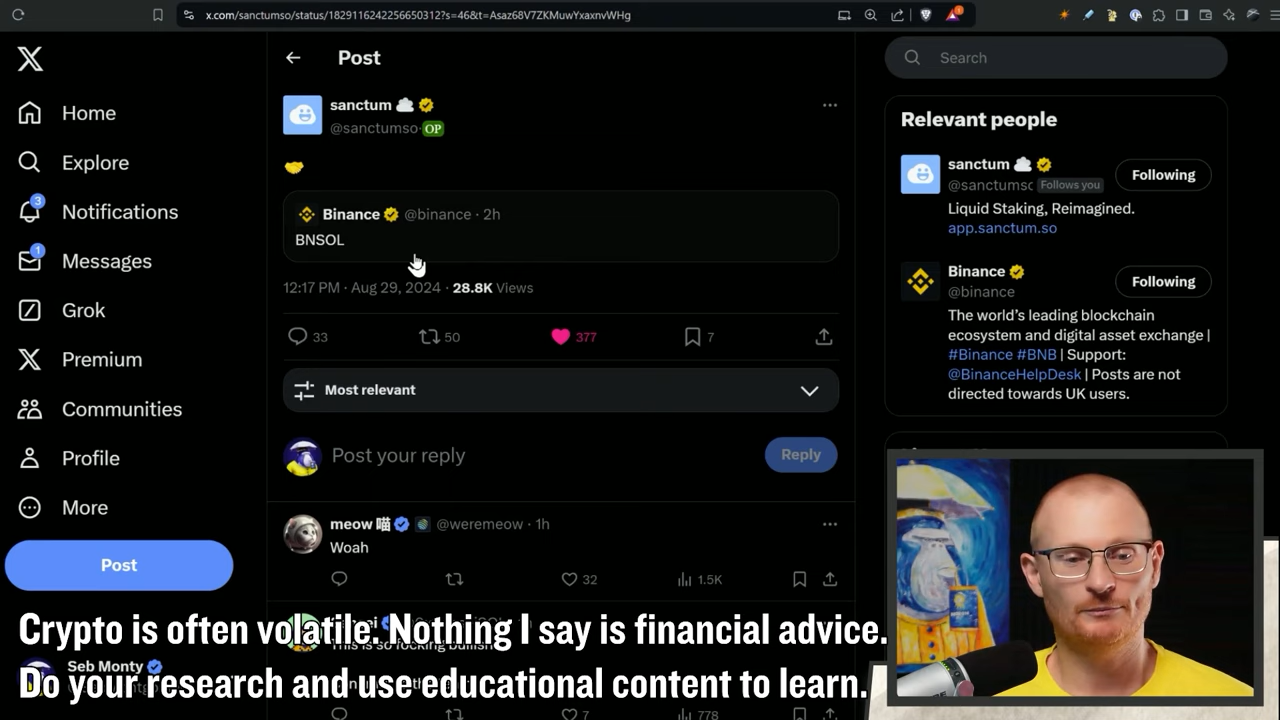 x.com/sanctumso/status/1829116242256650312?s=46&t=Asaz68V7ZKMuwYxaxnvWHg
Home
Explore
3
Notifications
1
Messages
Grok
Premium
Communities
Profile
More
Post
Seb Monty
Post
sanctum
@sanctumso OP
Binance @binance · 2h
BNSOL
12:17 PM · Aug 29, 2024 · 28.8K Views
33 50 377 7
Most relevant
Post your reply
Reply
meow 喵 @weremeow · 1h
Woah
32 1.5K
7 778
Search
Relevant people
sanctum
@sanctumsc Follows you
Following
Liquid Staking, Reimagined.
app.sanctum.so
Binance
@binance
Following
The world's leading blockchain
ecosystem and digital asset exchange |
#Binance #BNB | Support:
@BinanceHelpDesk | Posts are not
directed towards UK users.
Crypto is often volatile. Nothing I say is financial advice.
Do your research and use educational content to learn.